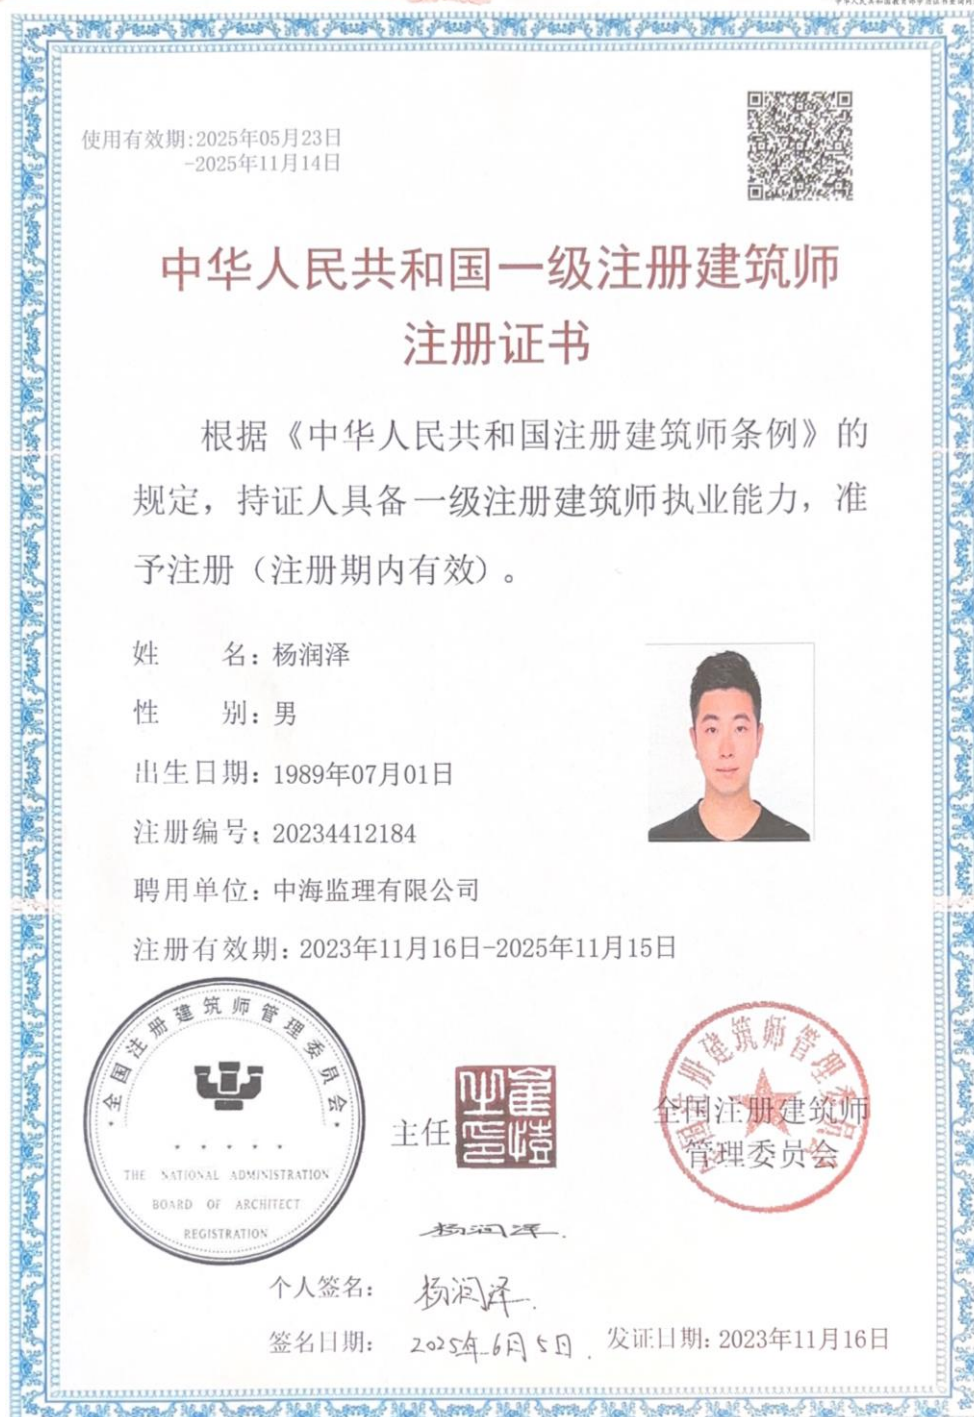 使用有效期:2025年05月23日
-2025年11月14日
中华人民共和国一级注册建筑师
注册证书
根据《中华人民共和国注册建筑师条例》的
规定，持证人具备一级注册建筑师执业能力，准
予注册（注册期内有效）。
姓 名：杨润泽
性 别：男
出生日期：1989年07月01日
注册编号：20234412184
聘用单位：中海监理有限公司
注册有效期：2023年11月16日-2025年11月15日
全国注册建筑师管理委员会
THE NATIONAL ADMINISTRATION
BOARD OF ARCHITECT
REGISTRATION
主任
全国注册建筑师
管理委员会
杨润泽.
个人签名：杨润泽.
签名日期：2025年6月5日.
发证日期：2023年11月16日